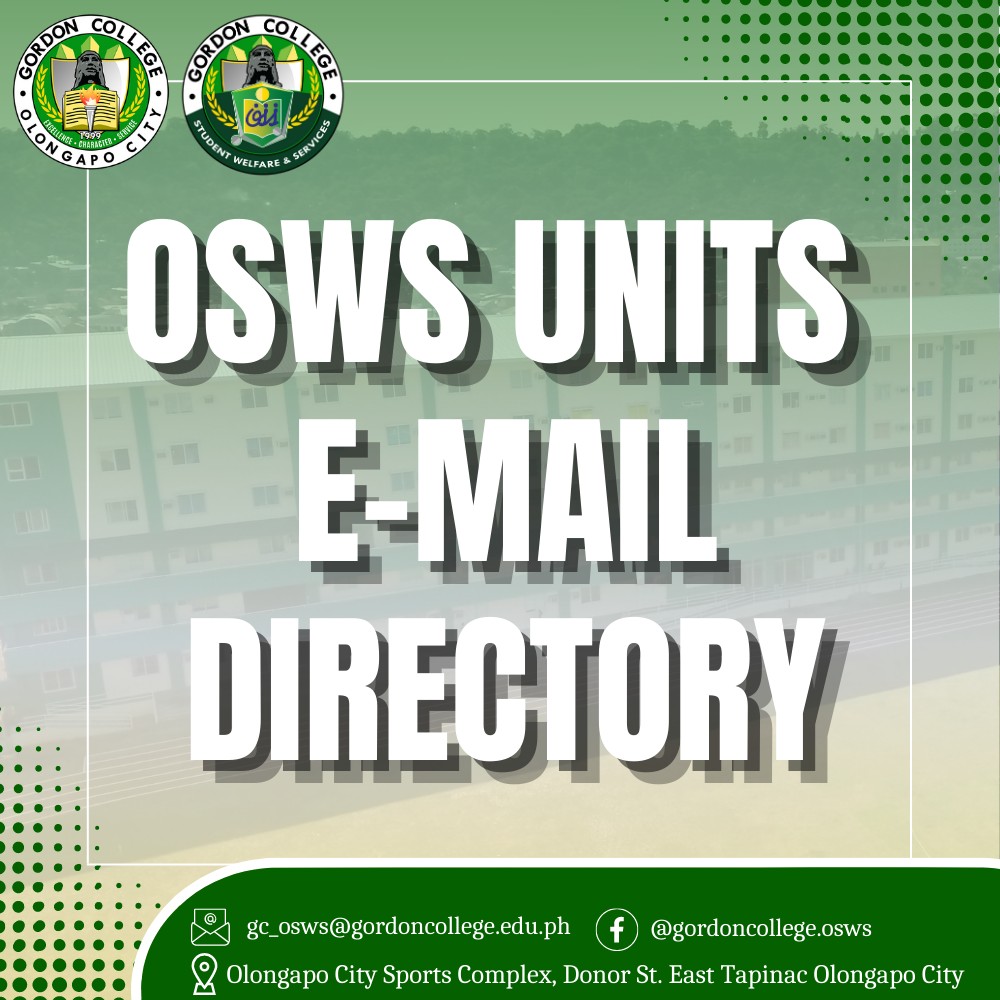 GORDON COLLEGE
OLONGAPO CITY
EXCELLENCE • CHARACTER • SERVICE
1999
GORDON COLLEGE
STUDENT WELFARE & SERVICES
OSWS UNITS
E-MAIL
DIRECTORY
gc_osws@gordoncollege.edu.ph
@gordoncollege.osws
Olongapo City Sports Complex, Donor St. East Tapinac Olongapo City